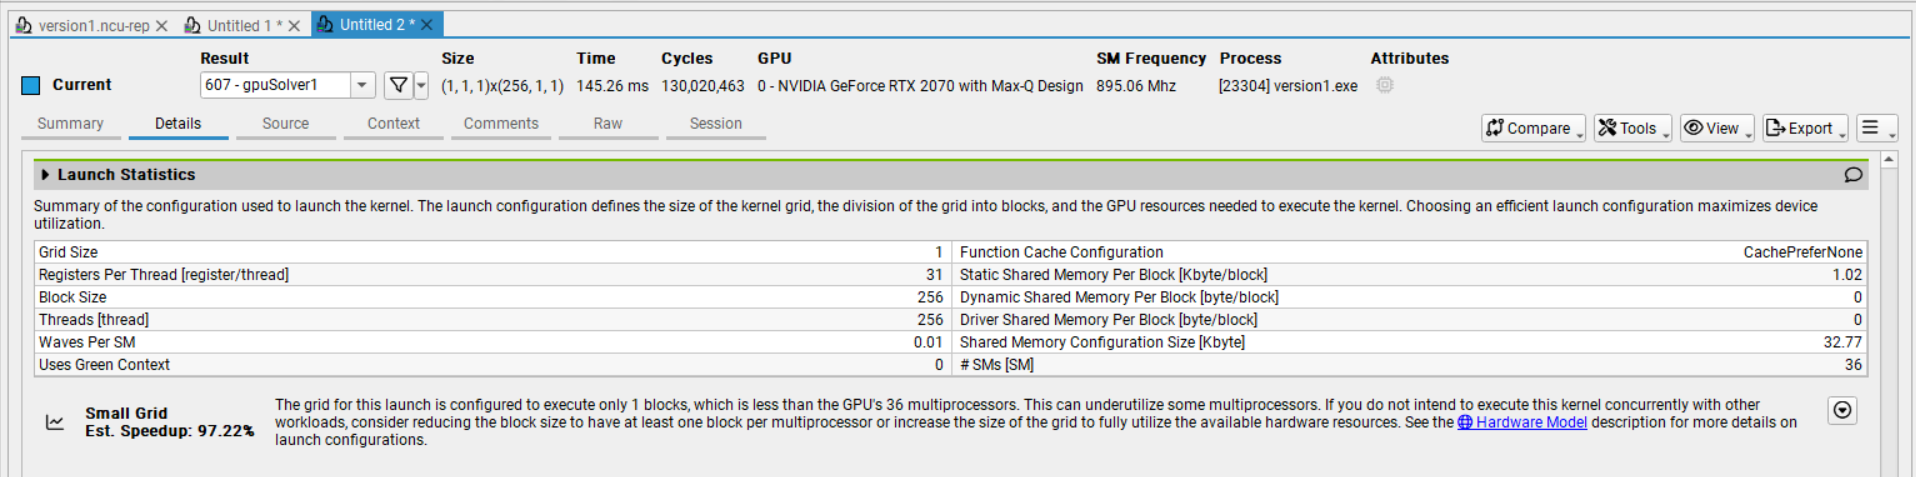 version1.ncu-rep Untitled 1 * Untitled 2 *
Result Size Time Cycles GPU SM Frequency Process Attributes
Current 607 - gpuSolver1 (1, 1, 1)x(256, 1, 1) 145.26 ms 130,020,463 0 - NVIDIA GeForce RTX 2070 with Max-Q Design 895.06 Mhz [23304] version1.exe
Summary Details Source Context Comments Raw Session Compare Tools View Export
Launch Statistics
Summary of the configuration used to launch the kernel. The launch configuration defines the size of the kernel grid, the division of the grid into blocks, and the GPU resources needed to execute the kernel. Choosing an efficient launch configuration maximizes device
utilization.
Grid Size 1 Function Cache Configuration CachePreferNone
Registers Per Thread [register/thread] 31 Static Shared Memory Per Block [Kbyte/block] 1.02
Block Size 256 Dynamic Shared Memory Per Block [byte/block] 0
Threads [thread] 256 Driver Shared Memory Per Block [byte/block] 0
Waves Per SM 0.01 Shared Memory Configuration Size [Kbyte] 32.77
Uses Green Context 0 # SMs [SM] 36
Small Grid
Est. Speedup: 97.22%
The grid for this launch is configured to execute only 1 blocks, which is less than the GPU's 36 multiprocessors. This can underutilize some multiprocessors. If you do not intend to execute this kernel concurrently with other
workloads, consider reducing the block size to have at least one block per multiprocessor or increase the size of the grid to fully utilize the available hardware resources. See the Hardware Model description for more details on
launch configurations.